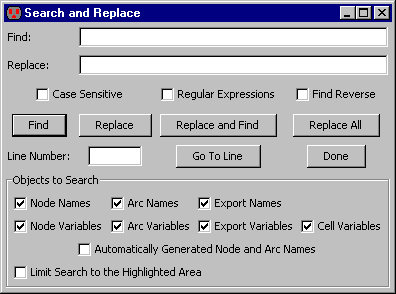 Search and Replace
Find:
Replace:
Case Sensitive Regular Expressions Find Reverse
Find Replace Replace and Find Replace All
Line Number: Go To Line Done
Objects to Search
Node Names Arc Names Export Names
Node Variables Arc Variables Export Variables Cell Variables
Automatically Generated Node and Arc Names
Limit Search to the Highlighted Area